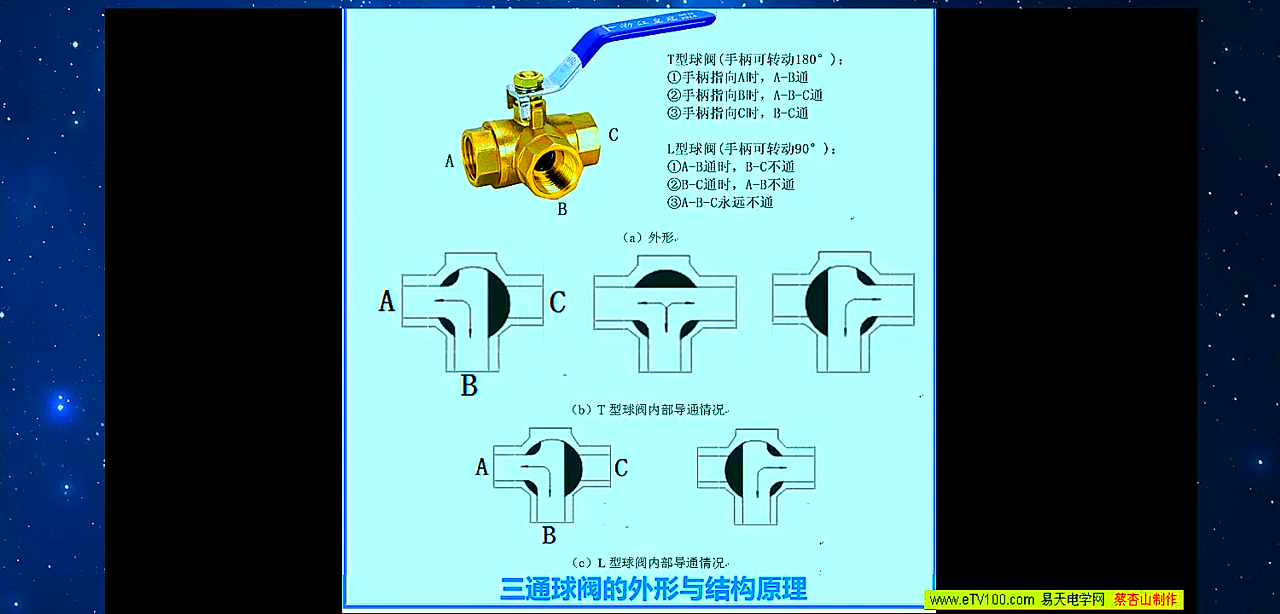 T型球阀(手柄可转动180°):
①手柄指向A时, A-B通
②手柄指向B时, A-B-C通
③手柄指向C时, B-C通
L型球阀(手柄可转动90°):
①A-B通时, B-C不通
②B-C通时, A-B不通
③A-B-C永远不通
A
C
B
(a)外形
A
C
B
(b)T型球阀内部导通情况
A
C
B
(c)L型球阀内部导通情况
三通球阀的外形与结构原理
www.eTV100.com 易天电学网 蔡杏山制作